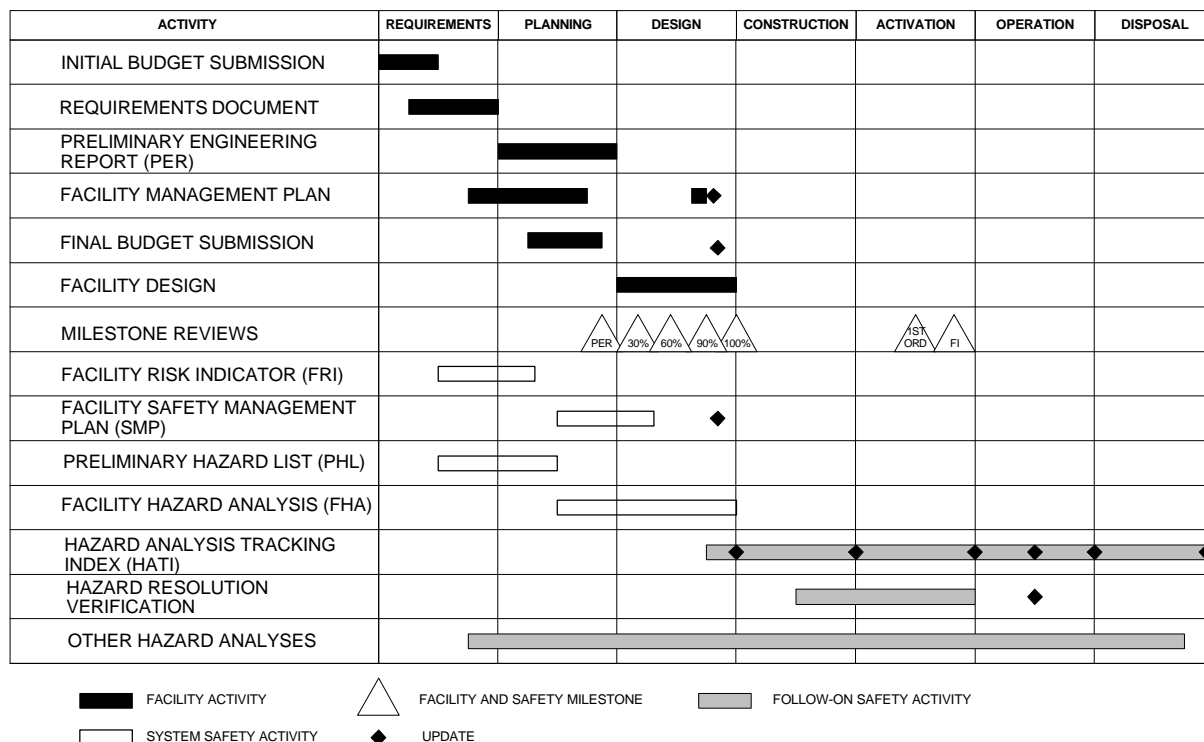 ACTIVITY REQUIREMENTS PLANNING DESIGN CONSTRUCTION ACTIVATION OPERATION DISPOSAL
INITIAL BUDGET SUBMISSION
REQUIREMENTS DOCUMENT
PRELIMINARY ENGINEERING
REPORT (PER)
FACILITY MANAGEMENT PLAN
FINAL BUDGET SUBMISSION
FACILITY DESIGN
MILESTONE REVIEWS
PER 30% 60% 90% 100%
1ST
ORD
FI
FACILITY RISK INDICATOR (FRI)
FACILITY SAFETY MANAGEMENT
PLAN (SMP)
PRELIMINARY HAZARD LIST (PHL)
FACILITY HAZARD ANALYSIS (FHA)
HAZARD ANALYSIS TRACKING
INDEX (HATI)
HAZARD RESOLUTION
VERIFICATION
OTHER HAZARD ANALYSES
FACILITY ACTIVITY FACILITY AND SAFETY MILESTONE FOLLOW-ON SAFETY ACTIVITY
SYSTEM SAFETY ACTIVITY UPDATE